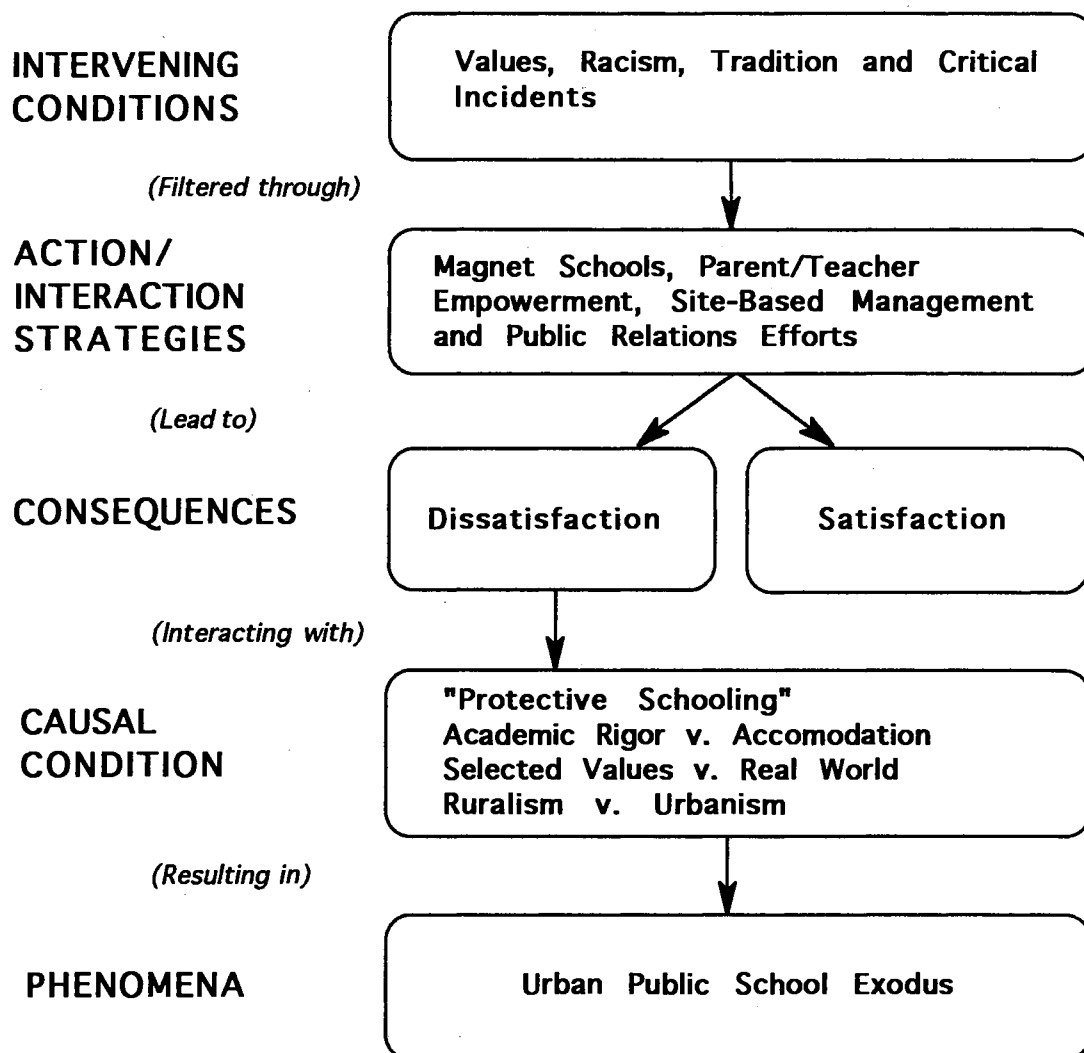 INTERVENING
CONDITIONS
Values, Racism, Tradition and Critical
Incidents
(Filtered through)
ACTION/
INTERACTION
STRATEGIES
Magnet Schools, Parent/Teacher
Empowerment, Site-Based Management
and Public Relations Efforts
(Lead to)
CONSEQUENCES
Dissatisfaction
Satisfaction
(Interacting with)
CAUSAL
CONDITION
"Protective Schooling"
Academic Rigor v. Accomodation
Selected Values v. Real World
Ruralism v. Urbanism
(Resulting in)
PHENOMENA
Urban Public School Exodus